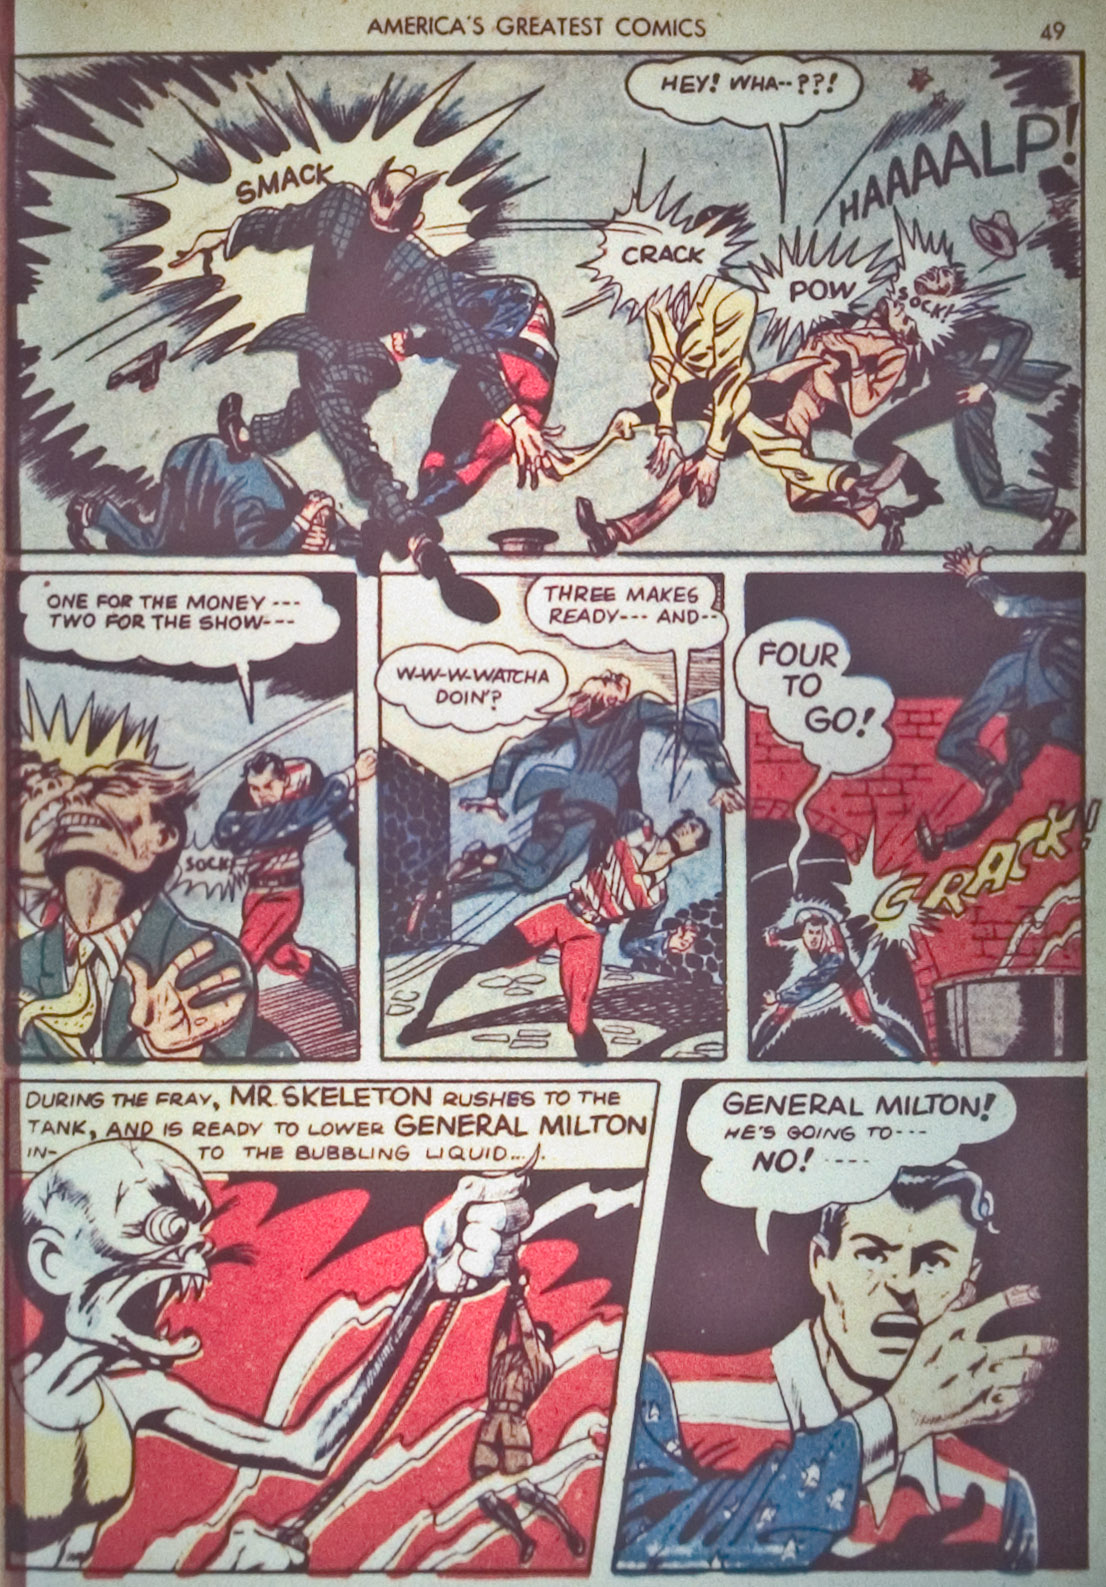 AMERICA'S GREATEST COMICS
49
SMACK
HEY! WHA--??!
HAAAALP!
CRACK
POW
SOCK!
ONE FOR THE MONEY ---
TWO FOR THE SHOW---
SOCK!
THREE MAKES
READY--- AND--
W-W-W-WATCHA
DOIN'?
FOUR
TO
GO!
CRACK!
DURING THE FRAY, MR. SKELETON RUSHES TO THE
TANK, AND IS READY TO LOWER GENERAL MILTON
IN- TO THE BUBBLING LIQUID...
GENERAL MILTON!
HE'S GOING TO---
NO! ----